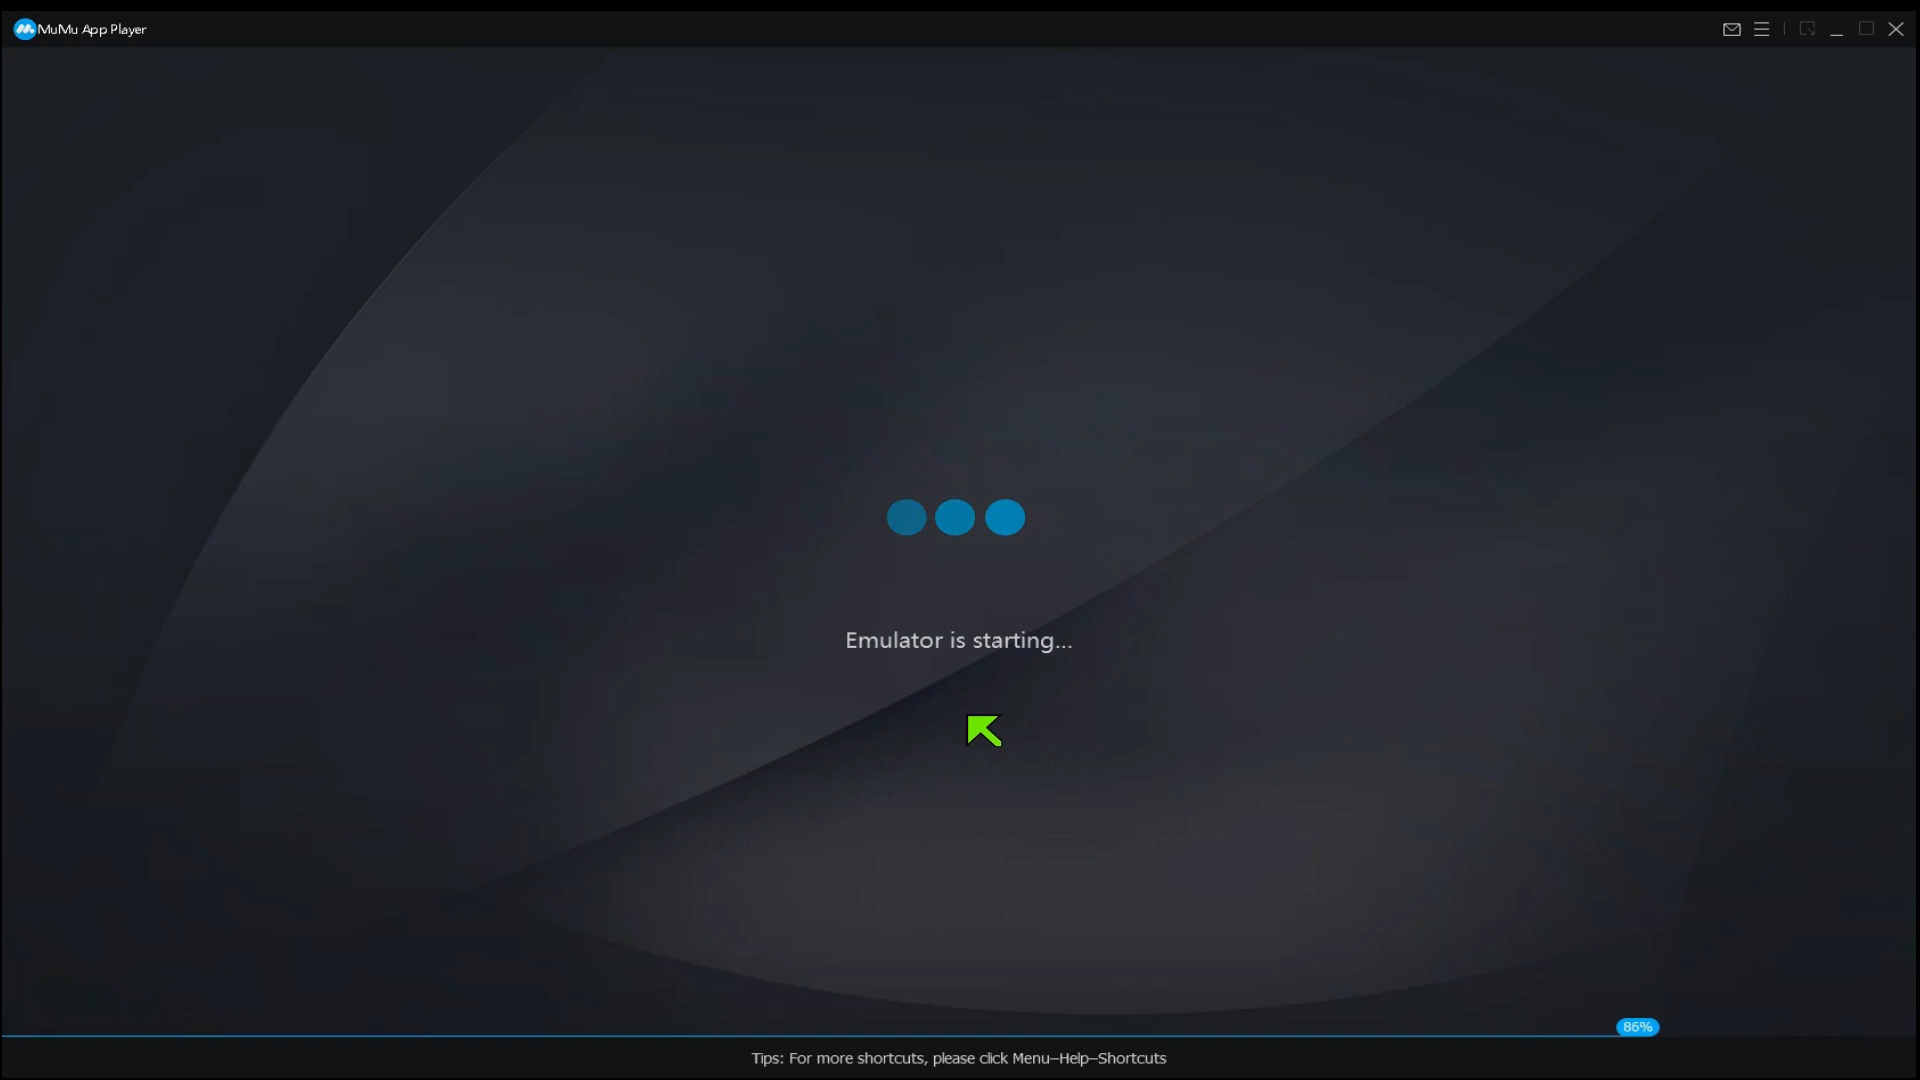 MuMu App Player
Emulator is starting...
86%
Tips: For more shortcuts, please click Menu—Help—Shortcuts